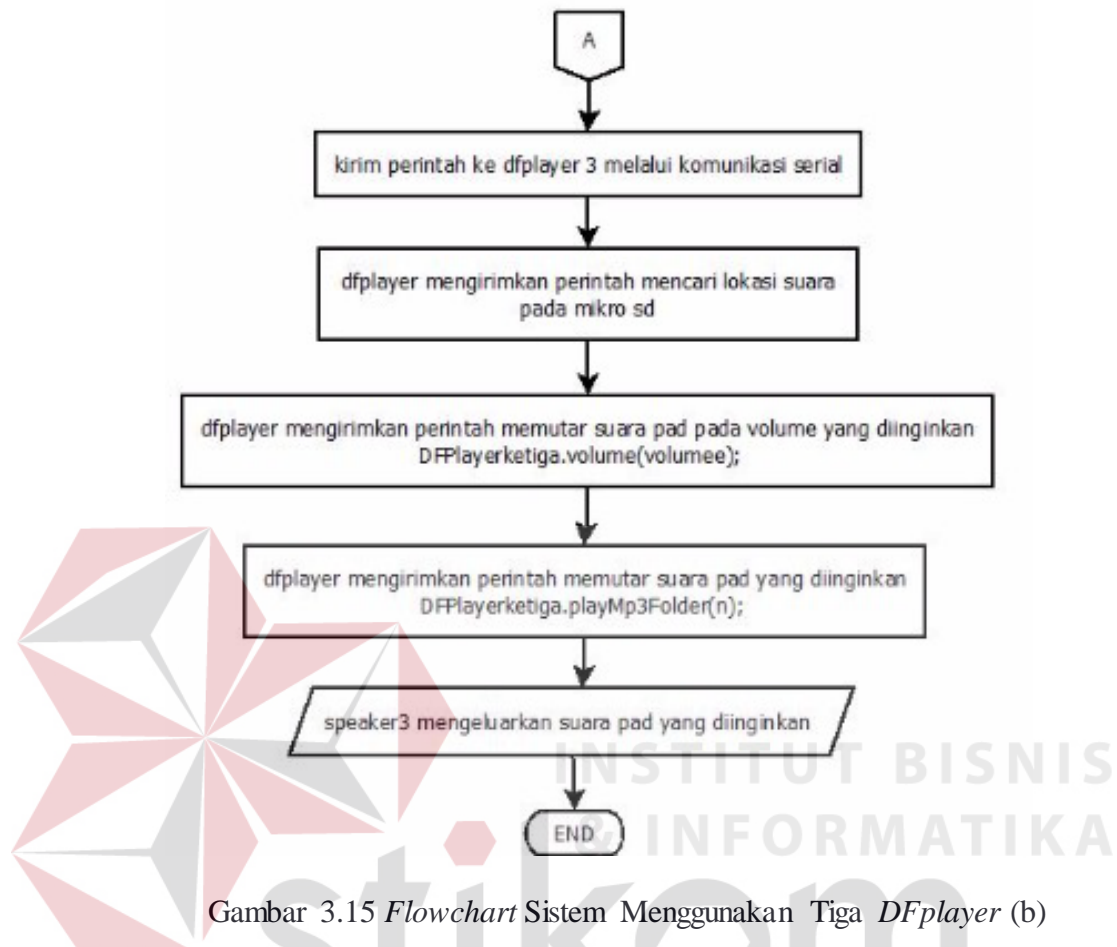 A
kirim perintah ke dfplayer 3 melalui komunikasi serial
dfplayer mengirimkan perintah mencari lokasi suara
pada mikro sd
dfplayer mengirimkan perintah memutar suara pad pada volume yang diinginkan
DFPlayerketiga.volume(volumee);
dfplayer mengirimkan perintah memutar suara pad yang diinginkan
DFPlayerketiga.playMp3Folder(n);
speaker3 mengeluarkan suara pad yang diinginkan
INSTITUT BISNIS
END
& INFORMATIKA
stikom
Gambar 3.15 Flowchart Sistem Menggunakan Tiga DFplayer (b)